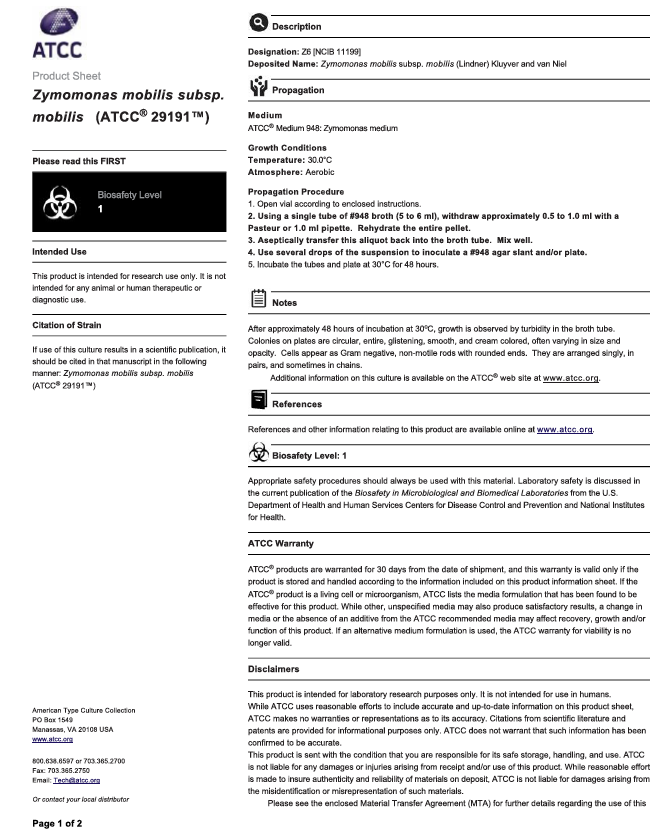 ATCC
Product Sheet
Zymomonas mobilis subsp.
mobilis (ATCC® 29191™)
Please read this FIRST
Biosafety Level
1
Intended Use
This product is intended for research use only. It is not
intended for any animal or human therapeutic or
diagnostic use.
Citation of Strain
If use of this culture results in a scientific publication, it
should be cited in that manuscript in the following
manner: Zymomonas mobilis subsp. mobilis
(ATCC® 29191™)
American Type Culture Collection
PO Box 1549
Manassas, VA 20108 USA
www.atcc.org
800.638.6597 or 703.365.2700
Fax: 703.365.2750
Email: Tech@atcc.org
Or contact your local distributor
Page 1 of 2
Description
Designation: Z6 [NCIB 11199]
Deposited Name: Zymomonas mobilis subsp. mobilis (Lindner) Kluyver and van Niel
Propagation
Medium
ATCC® Medium 948: Zymomonas medium
Growth Conditions
Temperature: 30.0°C
Atmosphere: Aerobic
Propagation Procedure
1. Open vial according to enclosed instructions.
2. Using a single tube of #948 broth (5 to 6 ml), withdraw approximately 0.5 to 1.0 ml with a
Pasteur or 1.0 ml pipette. Rehydrate the entire pellet.
3. Aseptically transfer this aliquot back into the broth tube. Mix well.
4. Use several drops of the suspension to inoculate a #948 agar slant and/or plate.
5. Incubate the tubes and plate at 30°C for 48 hours.
Notes
After approximately 48 hours of incubation at 30°C, growth is observed by turbidity in the broth tube.
Colonies on plates are circular, entire, glistening, smooth, and cream colored, often varying in size and
opacity. Cells appear as Gram negative, non-motile rods with rounded ends. They are arranged singly, in
pairs, and sometimes in chains.
Additional information on this culture is available on the ATCC® web site at www.atcc.org.
References
References and other information relating to this product are available online at www.atcc.org.
Biosafety Level: 1
Appropriate safety procedures should always be used with this material. Laboratory safety is discussed in
the current publication of the Biosafety in Microbiological and Biomedical Laboratories from the U.S.
Department of Health and Human Services Centers for Disease Control and Prevention and National Institutes
for Health.
ATCC Warranty
ATCC® products are warranted for 30 days from the date of shipment, and this warranty is valid only if the
product is stored and handled according to the information included on this product information sheet. If the
ATCC® product is a living cell or microorganism, ATCC lists the media formulation that has been found to be
effective for this product. While other, unspecified media may also produce satisfactory results, a change in
media or the absence of an additive from the ATCC recommended media may affect recovery, growth and/or
function of this product. If an alternative medium formulation is used, the ATCC warranty for viability is no
longer valid.
Disclaimers
This product is intended for laboratory research purposes only. It is not intended for use in humans.
While ATCC uses reasonable efforts to include accurate and up-to-date information on this product sheet,
ATCC makes no warranties or representations as to its accuracy. Citations from scientific literature and
patents are provided for informational purposes only. ATCC does not warrant that such information has been
confirmed to be accurate.
This product is sent with the condition that you are responsible for its safe storage, handling, and use. ATCC
is not liable for any damages or injuries arising from receipt and/or use of this product. While reasonable effort
is made to insure authenticity and reliability of materials on deposit, ATCC is not liable for damages arising from
the misidentification or misrepresentation of such materials.
Please see the enclosed Material Transfer Agreement (MTA) for further details regarding the use of this